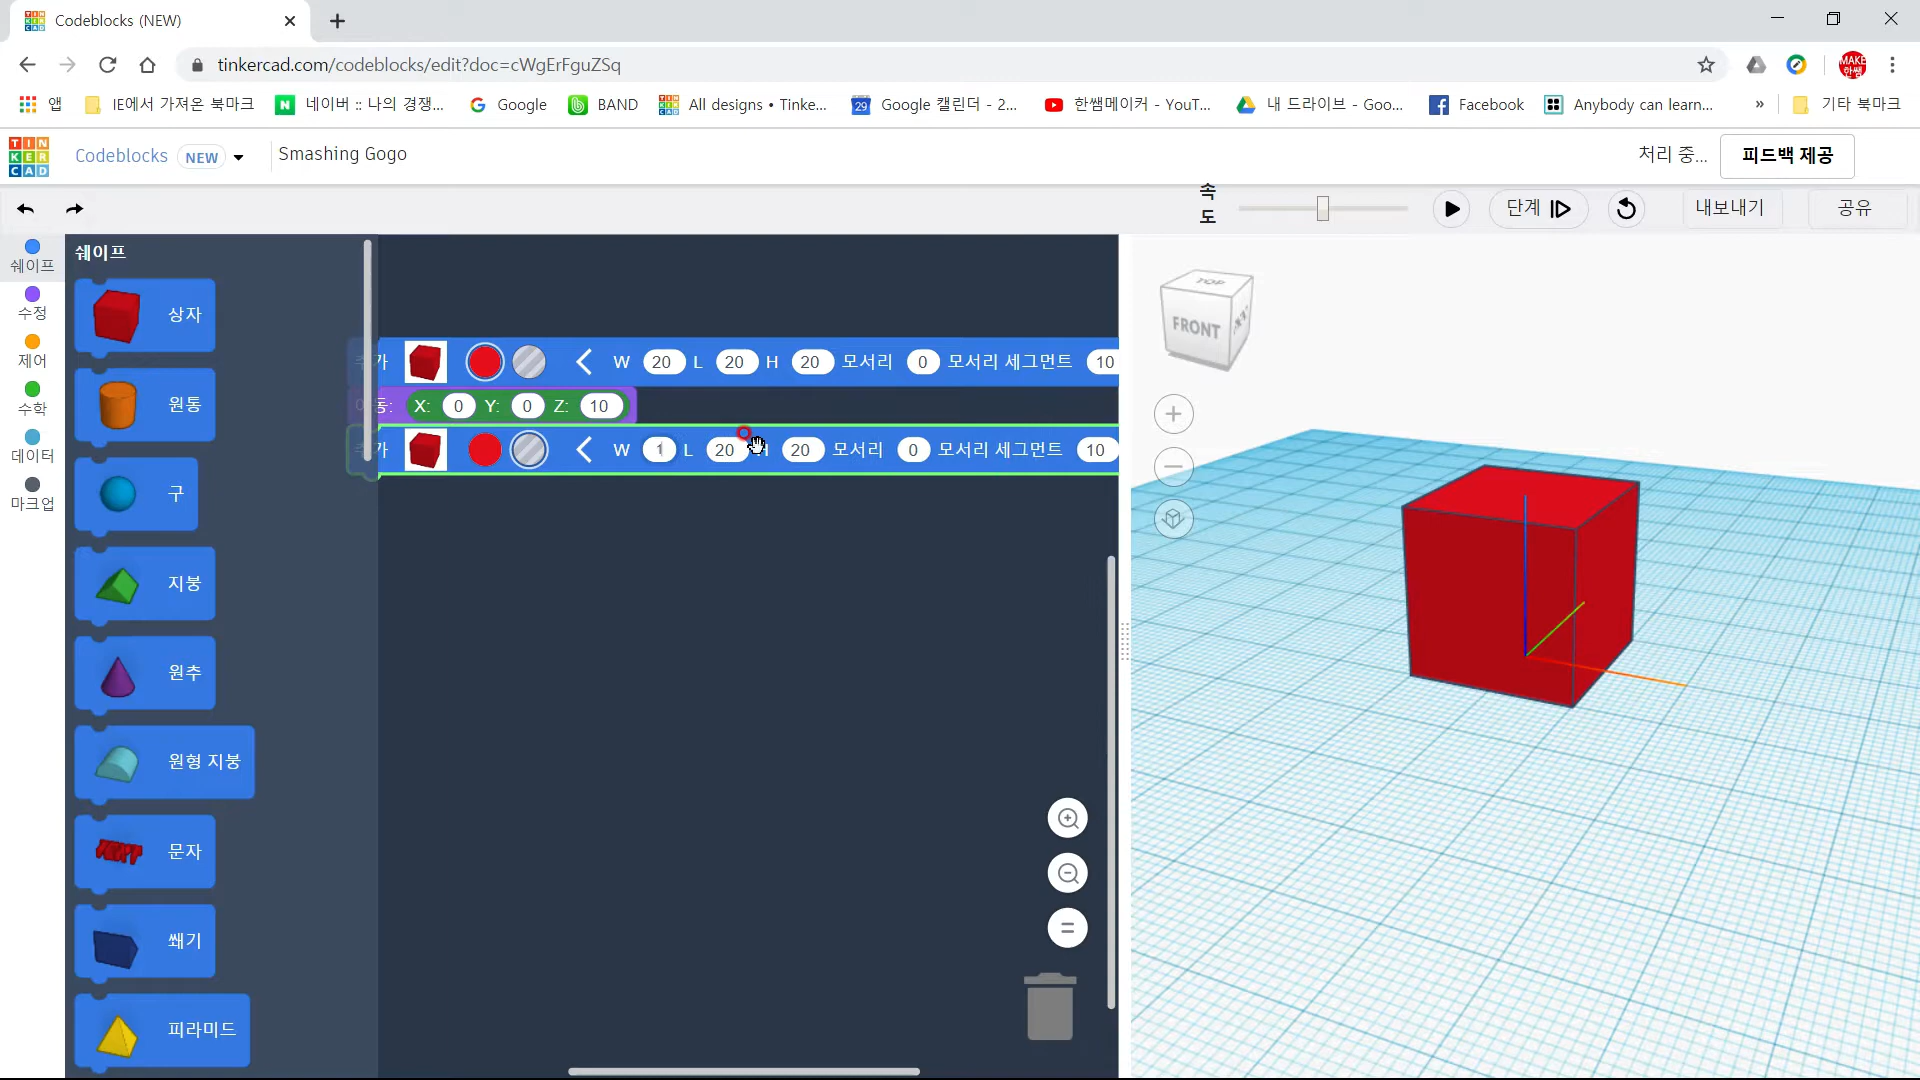 Codeblocks (NEW)
tinkercad.com/codeblocks/edit?doc=cWgErFguZSq
MAKE
한쌤
앱
IE에서 가져온 북마크
네이버 :: 나의 경쟁...
Google
BAND
All designs • Tinke...
Google 캘린더 - 2...
한쌤메이커 - YouT...
내 드라이브 - Goo...
Facebook
Anybody can learn...
»
기타 북마크
TIN
KER
CAD
Codeblocks
NEW
Smashing Gogo
처리 중...
피드백 제공
속
도
단계
내보내기
공유
쉐이프
수정
제어
수학
데이터
마크업
쉐이프
상자
원통
구
지붕
원추
원형 지붕
문자
쐐기
피라미드
W 20 L 20 H 20 모서리 0 모서리 세그먼트 10
X: 0 Y: 0 Z: 10
W 1 L 20 H 20 모서리 0 모서리 세그먼트 10
TOP
FRONT